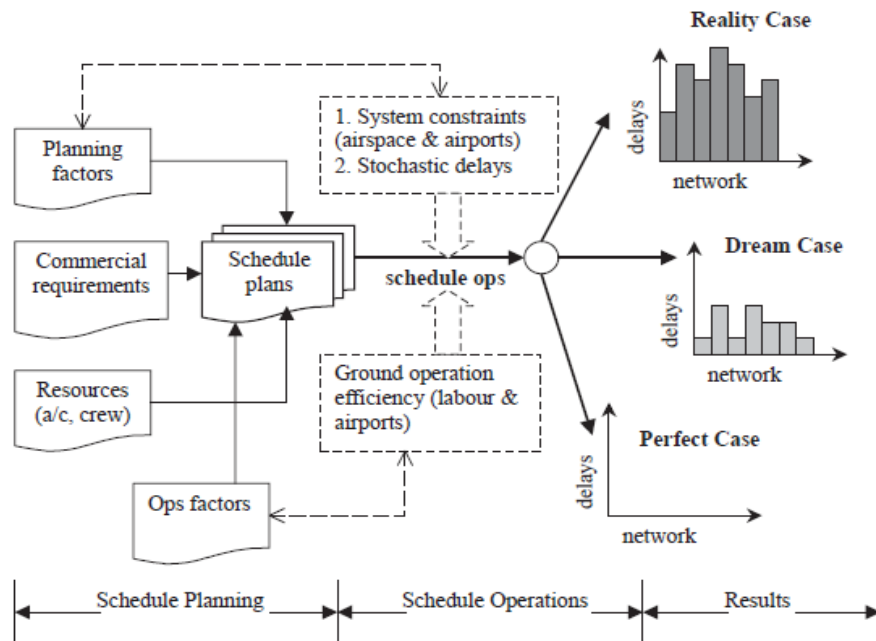 Reality Case
delays
network
1. System constraints
(airspace & airports)
2. Stochastic delays
Planning
factors
Commercial
requirements
Schedule
plans
schedule ops
Dream Case
delays
network
Resources
(a/c, crew)
Ground operation
efficiency (labour &
airports)
Perfect Case
delays
network
Ops factors
Schedule Planning
Schedule Operations
Results